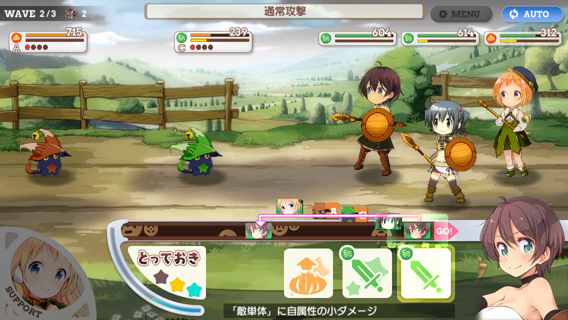 WAVE 2/3 2
通常攻撃
MENU
AUTO
715
A
239
C
604
614
312
GO!
とっておき
SUPPORT
「敵単体」に自属性の小ダメージ